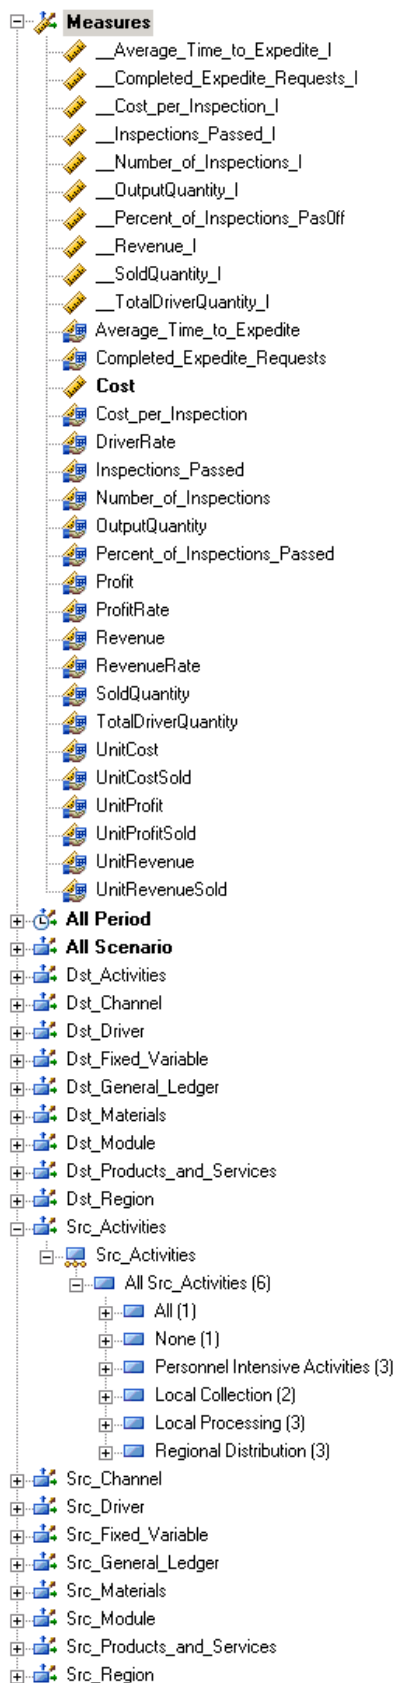 Measures
__Average_Time_to_Expedite_I
__Completed_Expedite_Requests_I
__Cost_per_Inspection_I
__Inspections_Passed_I
__Number_of_Inspections_I
__OutputQuantity_I
__Percent_of_Inspections_Pas0ff
__Revenue_I
__SoldQuantity_I
__TotalDriverQuantity_I
Average_Time_to_Expedite
Completed_Expedite_Requests
Cost
Cost_per_Inspection
DriverRate
Inspections_Passed
Number_of_Inspections
OutputQuantity
Percent_of_Inspections_Passed
Profit
ProfitRate
Revenue
RevenueRate
SoldQuantity
TotalDriverQuantity
UnitCost
UnitCostSold
UnitProfit
UnitProfitSold
UnitRevenue
UnitRevenueSold
All Period
All Scenario
Dst_Activities
Dst_Channel
Dst_Driver
Dst_Fixed_Variable
Dst_General_Ledger
Dst_Materials
Dst_Module
Dst_Products_and_Services
Dst_Region
Src_Activities
Src_Activities
All Src_Activities (6)
All (1)
None (1)
Personnel Intensive Activities (3)
Local Collection (2)
Local Processing (3)
Regional Distribution (3)
Src_Channel
Src_Driver
Src_Fixed_Variable
Src_General_Ledger
Src_Materials
Src_Module
Src_Products_and_Services
Src_Region